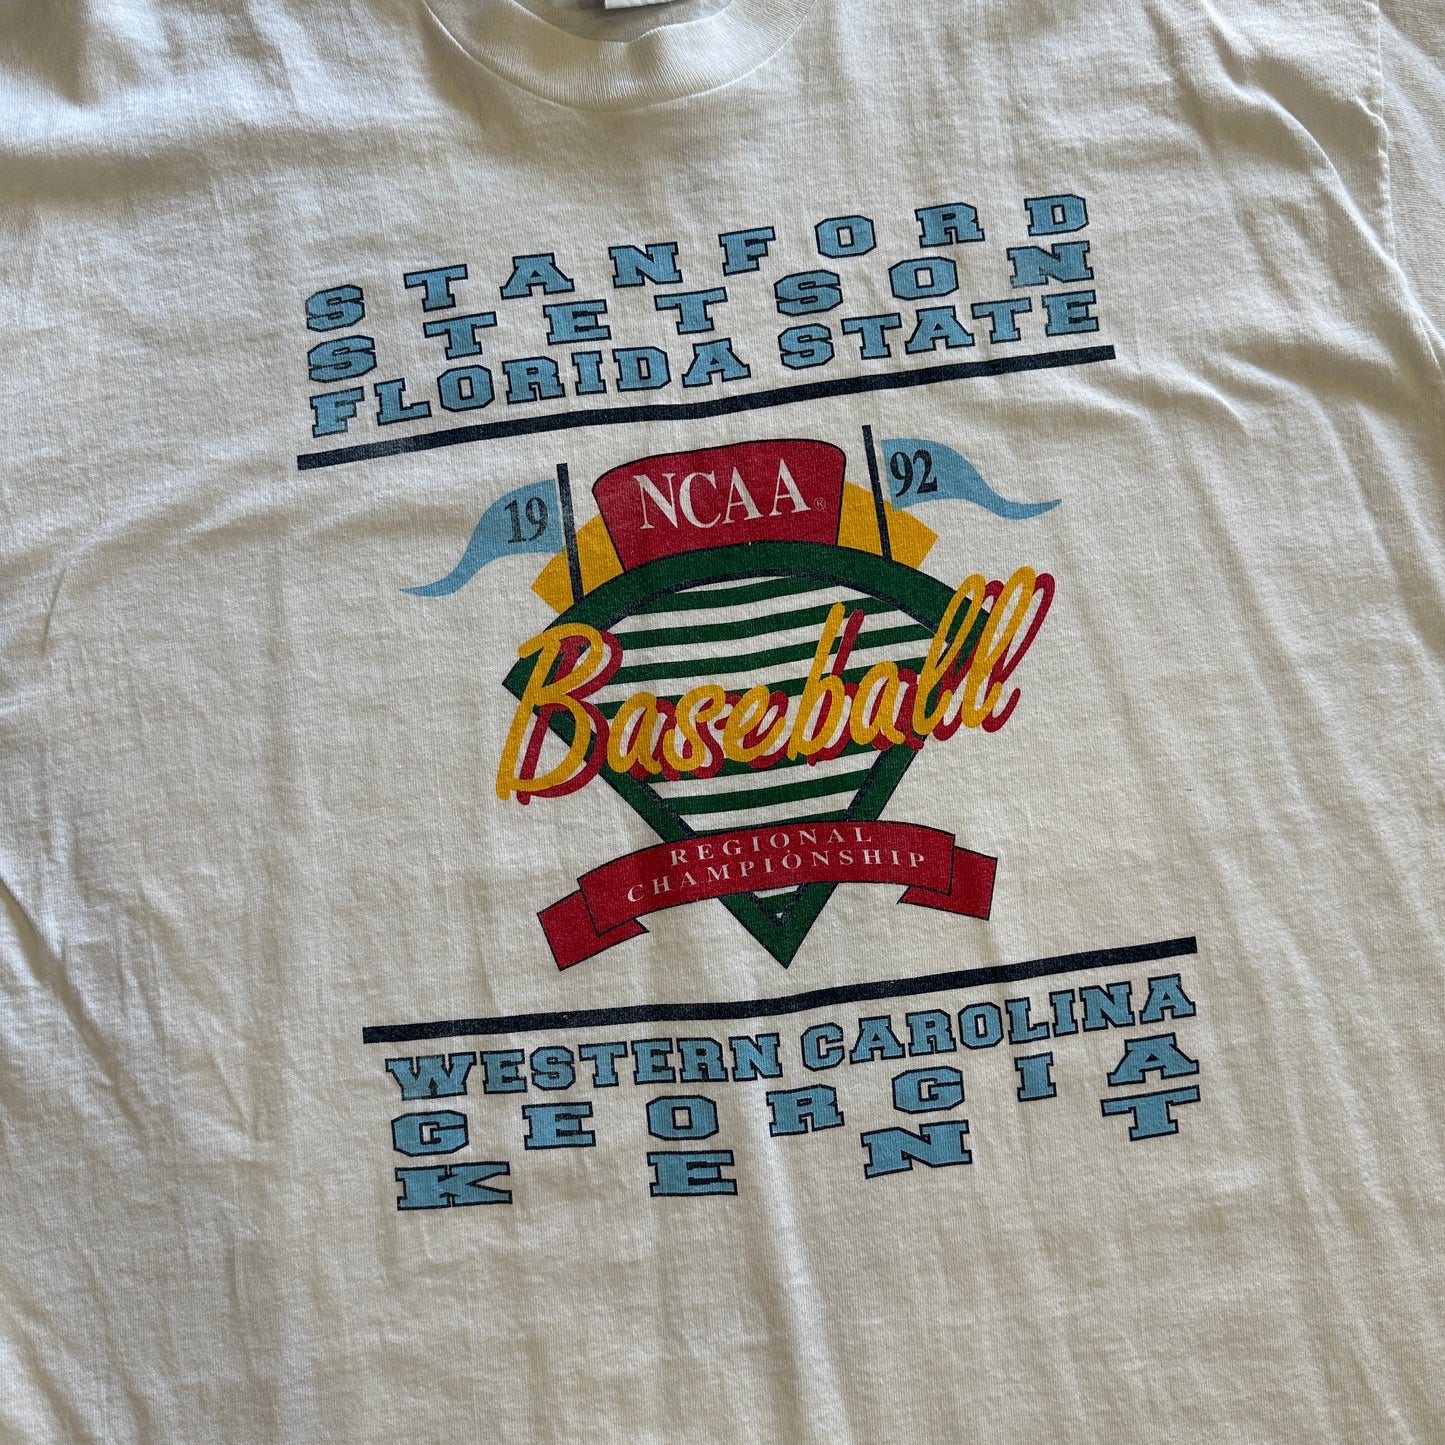 STANFORD
STETSON
FLORIDA STATE
19 NCAA® 92
Baseball
REGIONAL
CHAMPIONSHIP
WESTERN CAROLINA
GEORGIA
KENT